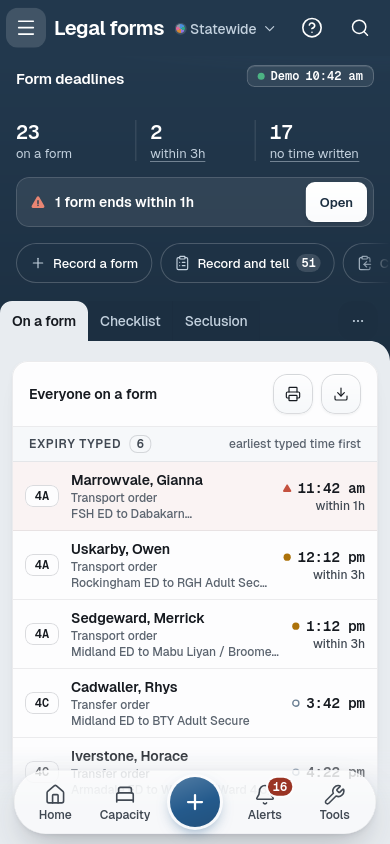 Legal forms
Statewide
Form deadlines
Demo 10:42 am
23
on a form
2
within 3h
17
no time written
1 form ends within 1h
Open
Record a form
Record and tell 51
On a form
Checklist
Seclusion
Everyone on a form
EXPIRY TYPED 6
earliest typed time first
4A
Marrowvale, Gianna
Transport order
FSH ED to Dabakarn…
11:42 am
within 1h
4A
Uskarby, Owen
Transport order
Rockingham ED to RGH Adult Sec…
12:12 pm
within 3h
4A
Sedgeward, Merrick
Transport order
Midland ED to Mabu Liyan / Broome…
1:12 pm
within 3h
4C
Cadwaller, Rhys
Transfer order
Midland ED to BTY Adult Secure
3:42 pm
4C
Iverstone, Horace
Transfer order
4:22 pm
Home
Capacity
Alerts
16
Tools